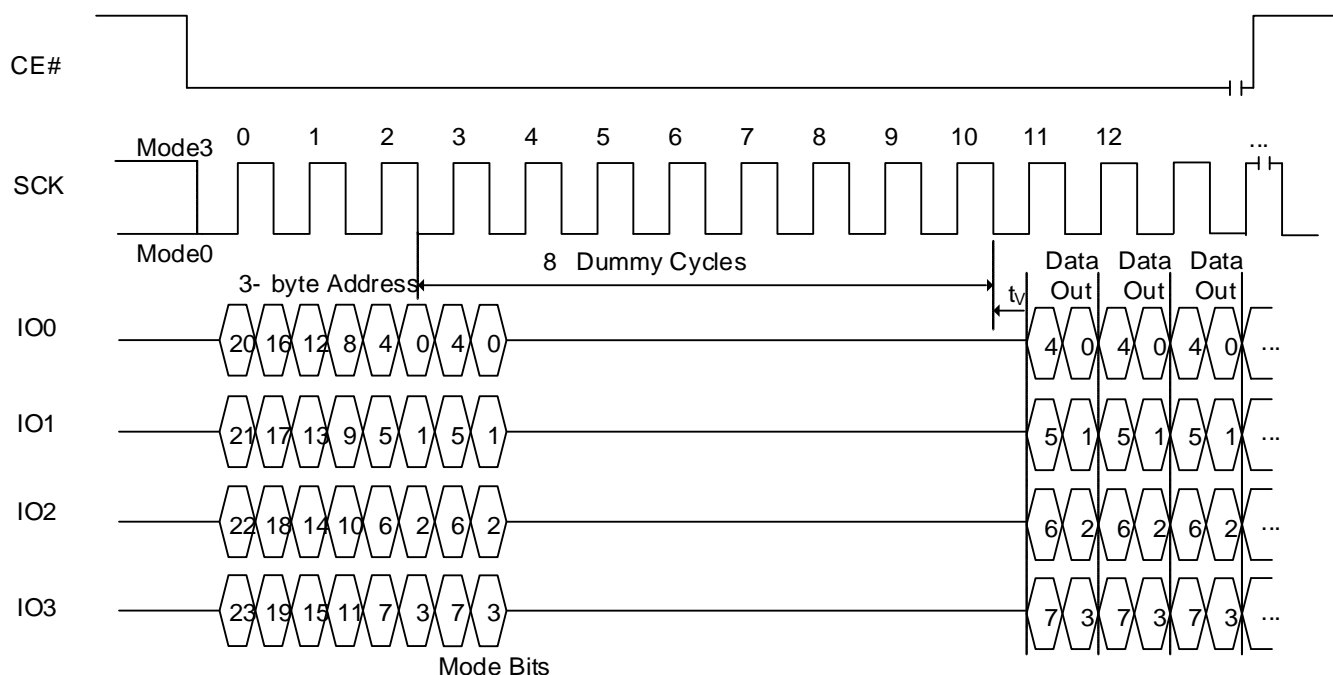 CE#
0 1 2 3 4 5 6 7 8 9 10 11 12 ...
Mode3
SCK
Mode0
8 Dummy Cycles
Data Data Data
Out Out Out
3- byte Address
tV
IO0 20 16 12 8 4 0 4 0 4 0 4 0 4 0 ...
IO1 21 17 13 9 5 1 5 1 5 1 5 1 5 1 ...
IO2 22 18 14 10 6 2 6 2 6 2 6 2 6 2 ...
IO3 23 19 15 11 7 3 7 3 7 3 7 3 7 3 ...
Mode Bits